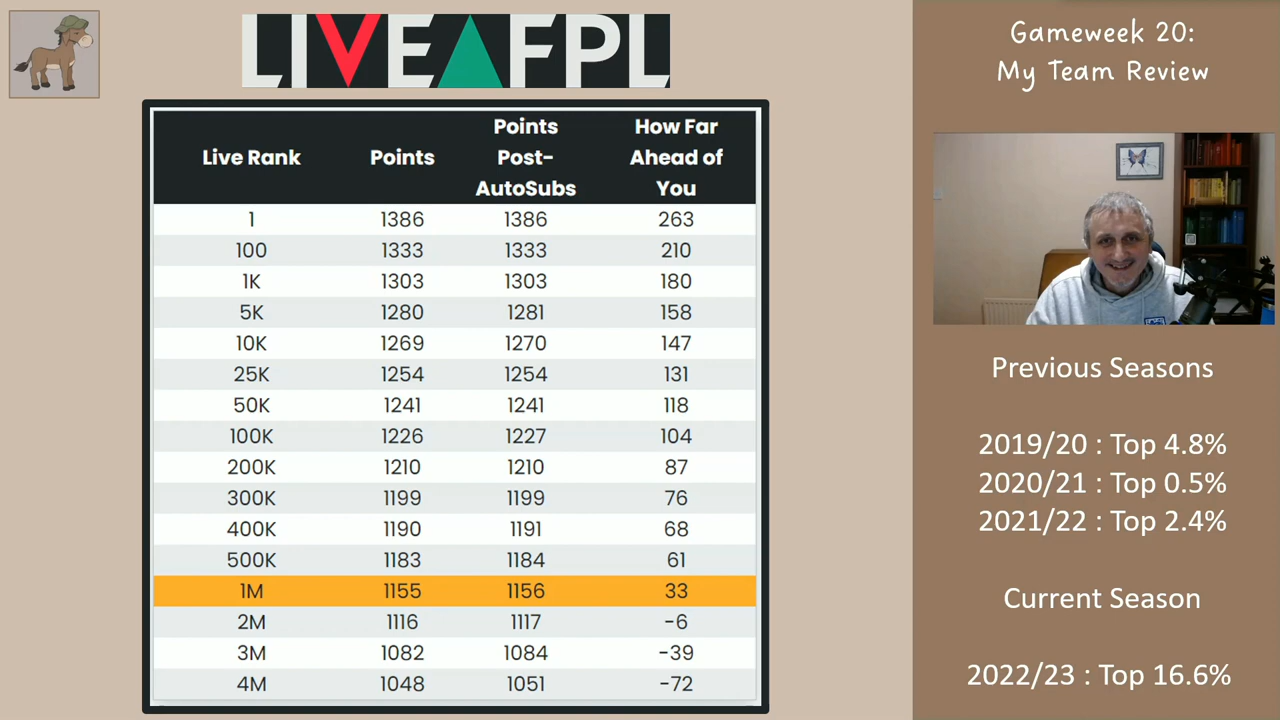 LIVEFPL
Live Rank Points Points Post-AutoSubs How Far Ahead of You
1 1386 1386 263
100 1333 1333 210
1K 1303 1303 180
5K 1280 1281 158
10K 1269 1270 147
25K 1254 1254 131
50K 1241 1241 118
100K 1226 1227 104
200K 1210 1210 87
300K 1199 1199 76
400K 1190 1191 68
500K 1183 1184 61
1M 1155 1156 33
2M 1116 1117 -6
3M 1082 1084 -39
4M 1048 1051 -72
Gameweek 20:
My Team Review
Previous Seasons
2019/20 : Top 4.8%
2020/21 : Top 0.5%
2021/22 : Top 2.4%
Current Season
2022/23 : Top 16.6%